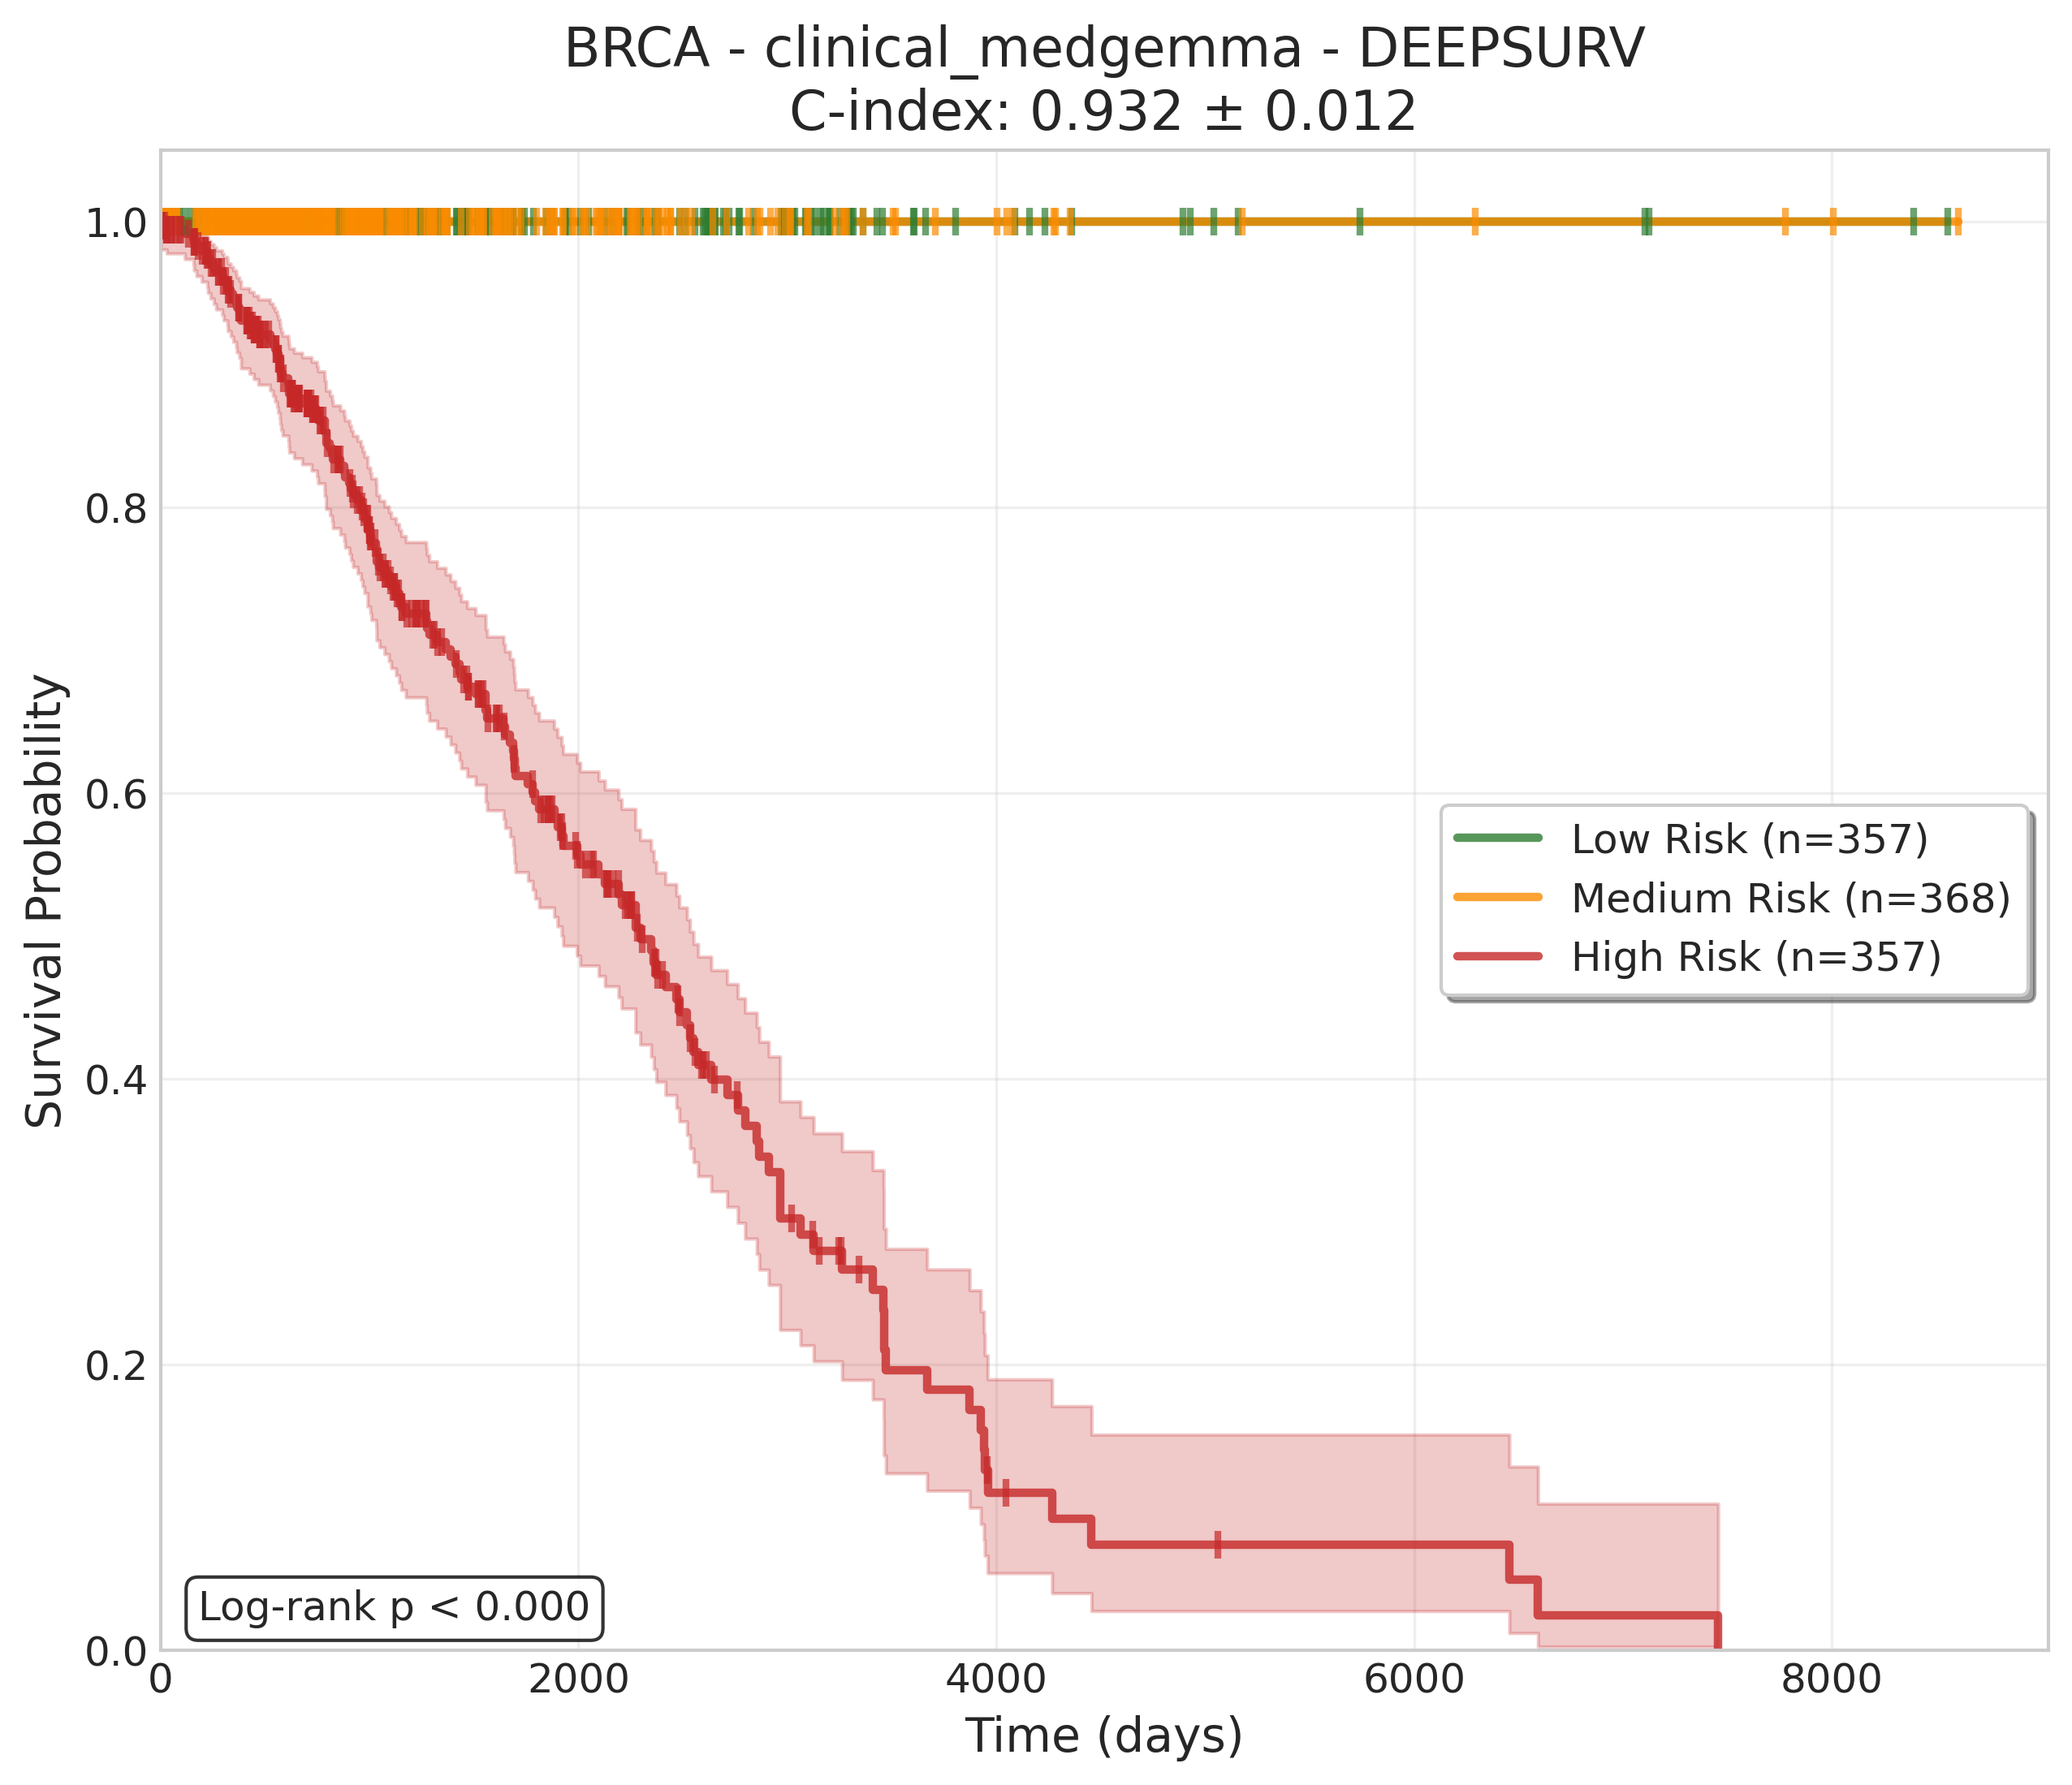 BRCA - clinical_medgemma - DEEPSURV
C-index: 0.932 ± 0.012
Survival Probability
1.0
0.8
0.6
0.4
0.2
0.0
Low Risk (n=357)
Medium Risk (n=368)
High Risk (n=357)
Log-rank p < 0.000
0 2000 4000 6000 8000
Time (days)